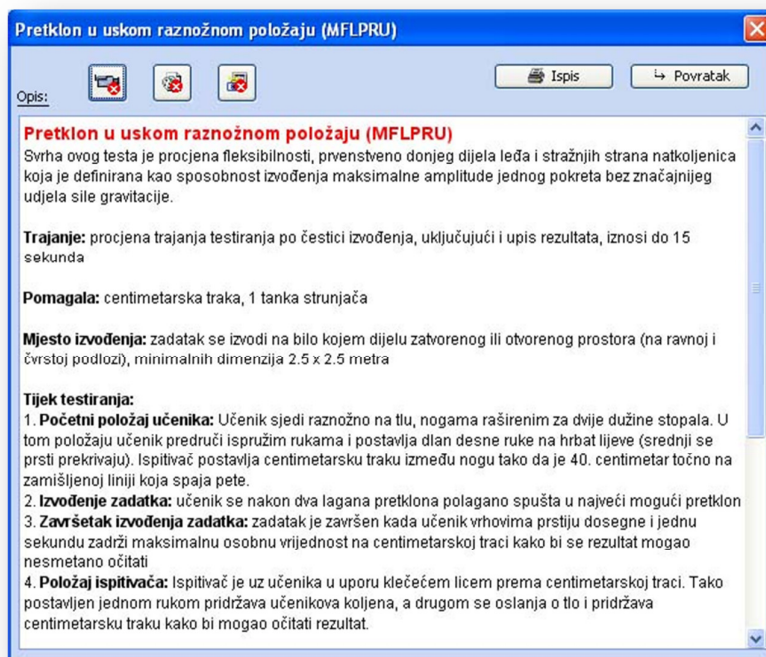 Pretklon u uskom raznožnom položaju (MFLPRU)
Opis:
Ispis
Povratak
Pretklon u uskom raznožnom položaju (MFLPRU)
Svrha ovog testa je procjena fleksibilnosti, prvenstveno donjeg dijela leđa i stražnjih strana natkoljenica
koja je definirana kao sposobnost izvođenja maksimalne amplitude jednog pokreta bez značajnijeg
udjela sile gravitacije.
Trajanje: procjena trajanja testiranja po čestici izvođenja, uključujući i upis rezultata, iznosi do 15
sekunda
Pomagala: centimetarska traka, 1 tanka strunjača
Mjesto izvođenja: zadatak se izvodi na bilo kojem dijelu zatvorenog ili otvorenog prostora (na ravnoj i
čvrstoj podlozi), minimalnih dimenzija 2.5 x 2.5 metra
Tijek testiranja:
1. Početni položaj učenika: Učenik sjedi raznožno na tlu, nogama raširenim za dvije dužine stopala. U
tom položaju učenik predruči ispružim rukama i postavlja dlan desne ruke na hrbat lijeve (srednji se
prsti prekrivaju). Ispitivač postavlja centimetarsku traku između nogu tako da je 40. centimetar točno na
zamišljenoj liniji koja spaja pete.
2. Izvođenje zadatka: učenik se nakon dva lagana pretklona polagano spušta u najveći mogući pretklon
3. Završetak izvođenja zadatka: zadatak je završen kada učenik vrhovima prstiju dosegne i jednu
sekundu zadrži maksimalnu osobnu vrijednost na centimetarskoj traci kako bi se rezultat mogao
nesmetano očitati
4. Položaj ispitivača: Ispitivač je uz učenika u uporu klečećem licem prema centimetarskoj traci. Tako
postavljen jednom rukom pridržava učenikova koljena, a drugom se oslanja o tlo i pridržava
centimetarsku traku kako bi mogao očitati rezultat.